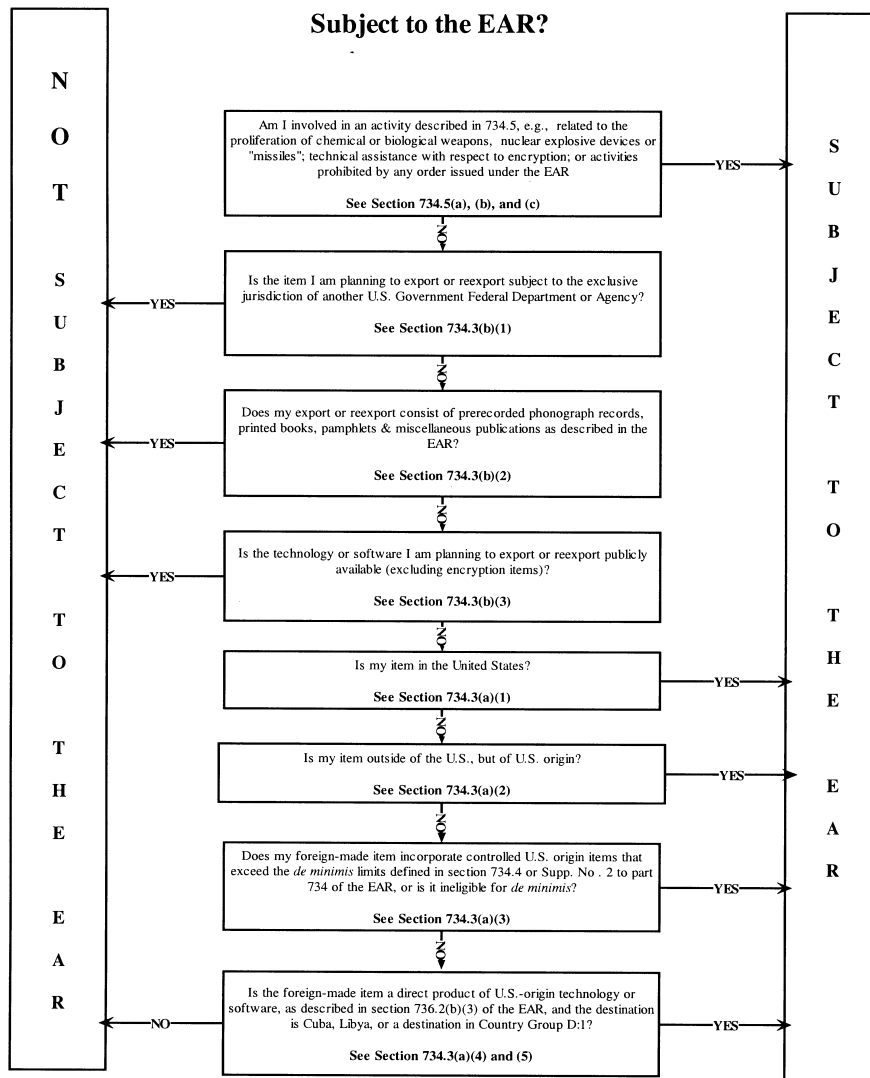 Subject to the EAR?
NOT SUBJECT TO THE EAR
SUBJECT TO THE EAR
Am I involved in an activity described in 734.5, e.g., related to the
proliferation of chemical or biological weapons, nuclear explosive devices or
"missiles"; technical assistance with respect to encryption; or activities
prohibited by any order issued under the EAR
See Section 734.5(a), (b), and (c)
YES
NO
Is the item I am planning to export or reexport subject to the exclusive
jurisdiction of another U.S. Government Federal Department or Agency?
See Section 734.3(b)(1)
YES
NO
Does my export or reexport consist of prerecorded phonograph records,
printed books, pamphlets & miscellaneous publications as described in the
EAR?
See Section 734.3(b)(2)
YES
NO
Is the technology or software I am planning to export or reexport publicly
available (excluding encryption items)?
See Section 734.3(b)(3)
YES
NO
Is my item in the United States?
See Section 734.3(a)(1)
YES
NO
Is my item outside of the U.S., but of U.S. origin?
See Section 734.3(a)(2)
YES
NO
Does my foreign-made item incorporate controlled U.S. origin items that
exceed the de minimis limits defined in section 734.4 or Supp. No . 2 to part
734 of the EAR, or is it ineligible for de minimis?
See Section 734.3(a)(3)
YES
NO
Is the foreign-made item a direct product of U.S.-origin technology or
software, as described in section 736.2(b)(3) of the EAR, and the destination
is Cuba, Libya, or a destination in Country Group D:1?
See Section 734.3(a)(4) and (5)
NO
YES